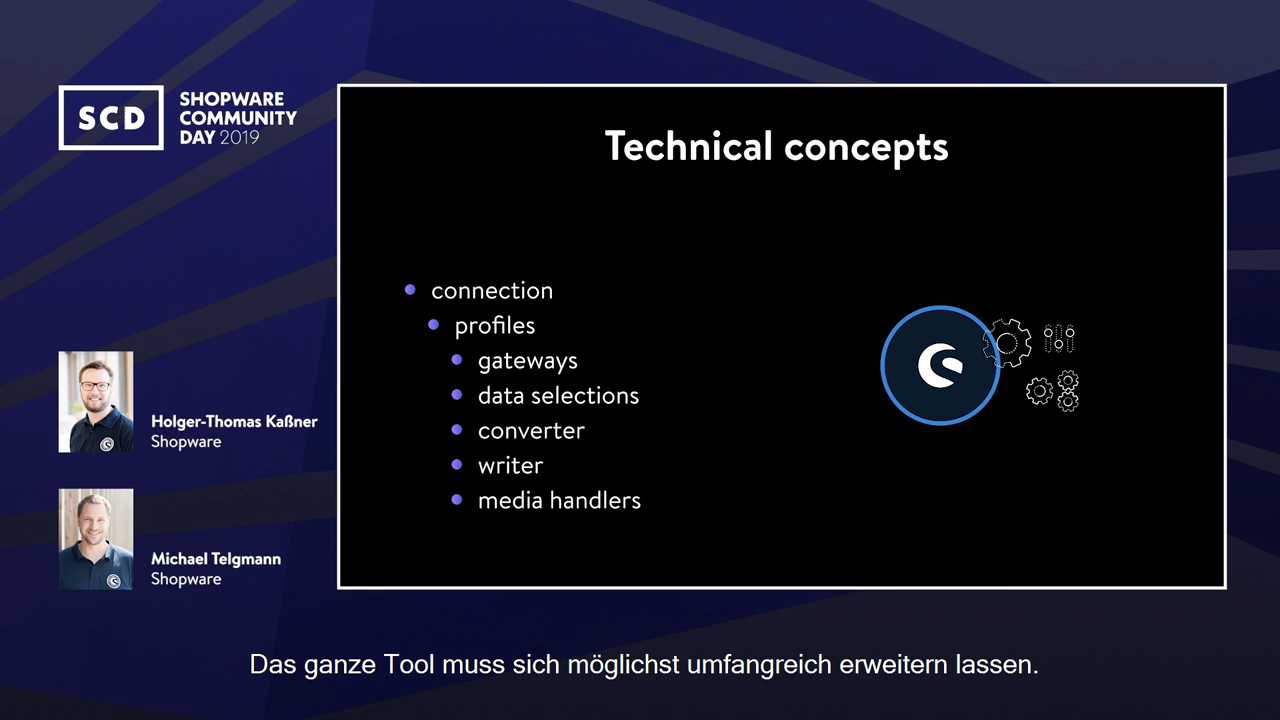 SCD
SHOPWARE
COMMUNITY
DAY 2019
Technical concepts
connection
profiles
gateways
data selections
converter
writer
media handlers
Holger-Thomas Kaßner
Shopware
Michael Telgmann
Shopware
Das ganze Tool muss sich möglichst umfangreich erweitern lassen.